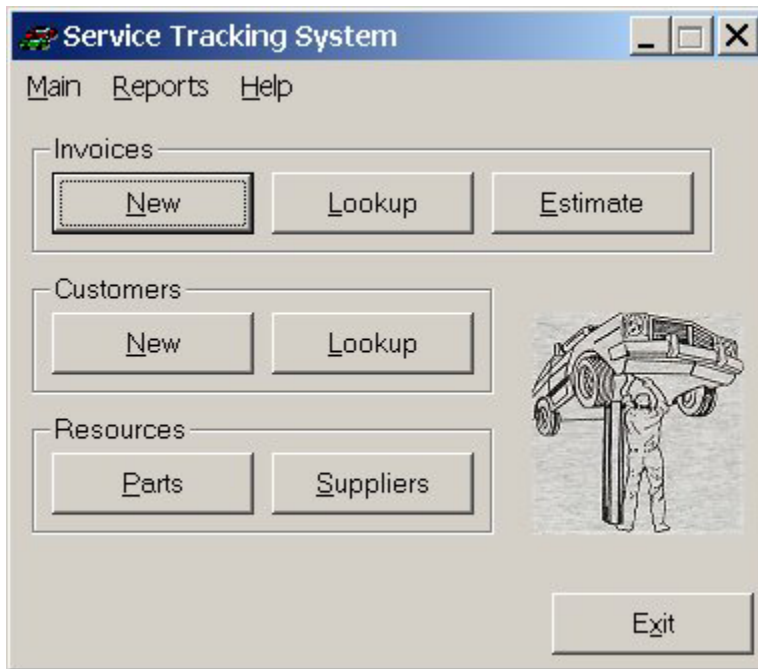 Service Tracking System
Main Reports Help
Invoices
New Lookup Estimate
Customers
New Lookup
Resources
Parts Suppliers
Exit